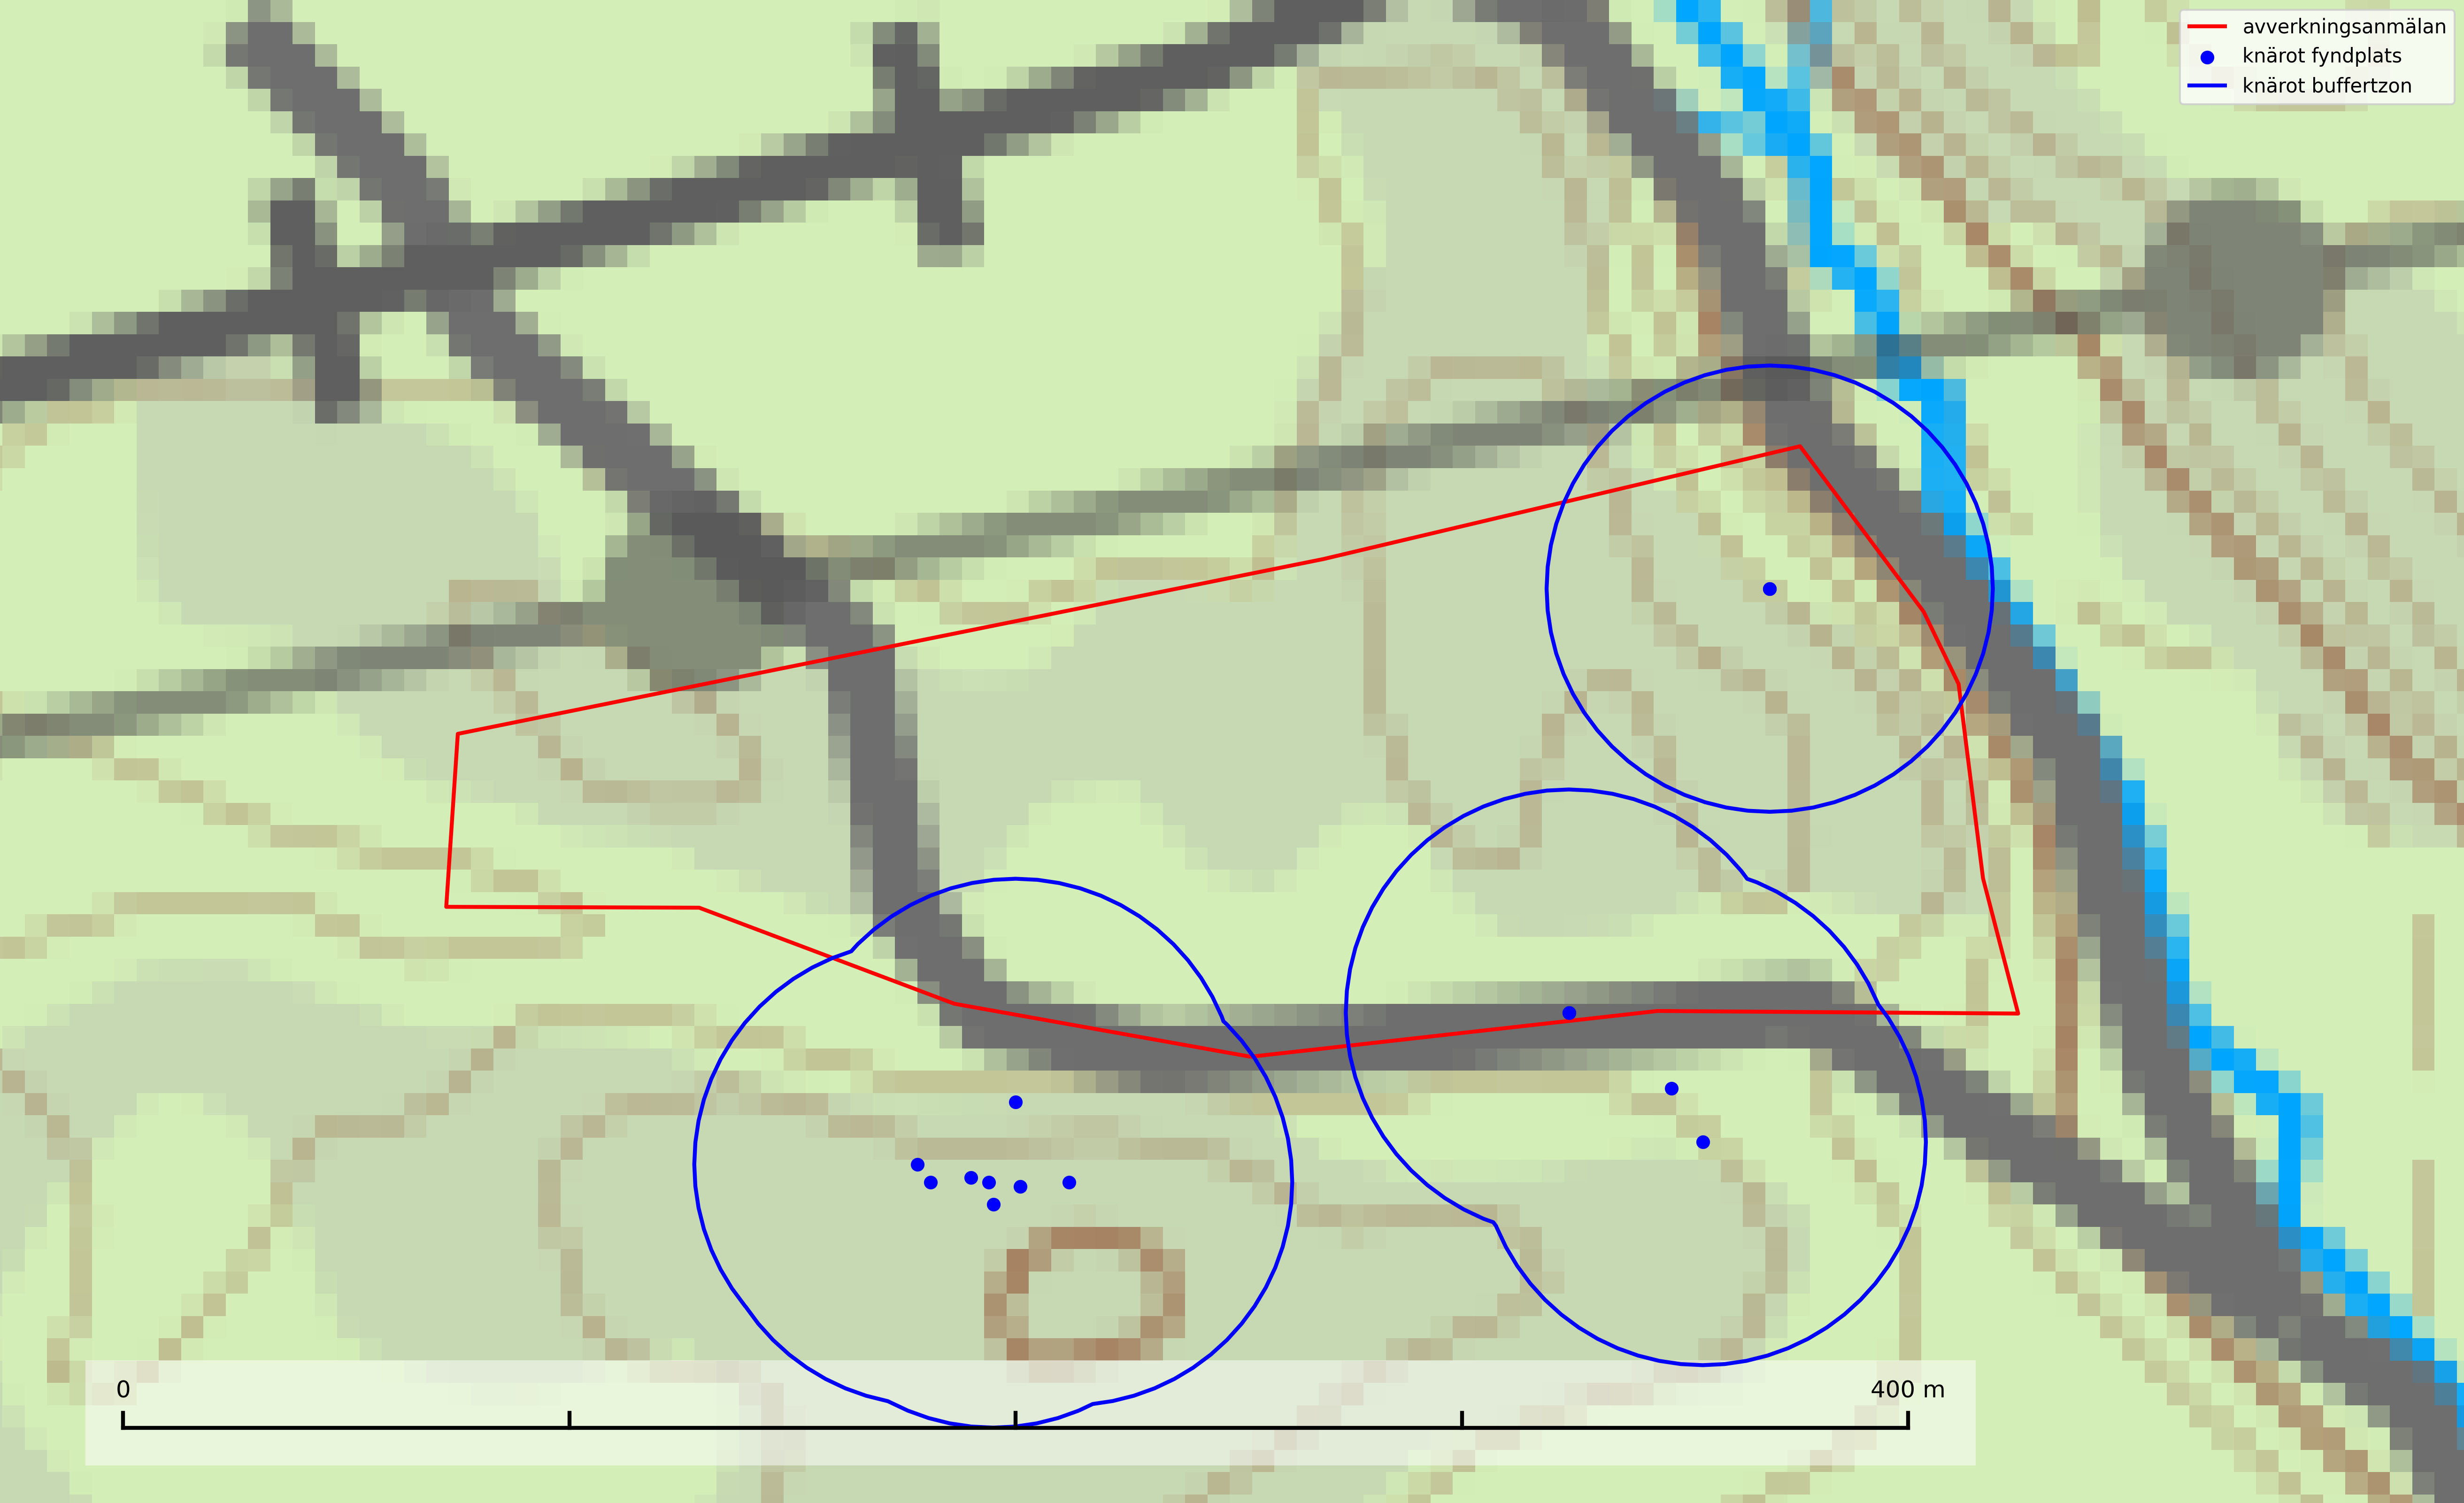 avverkningsanmälan
knärot fyndplats
knärot buffertzon
0
400 m